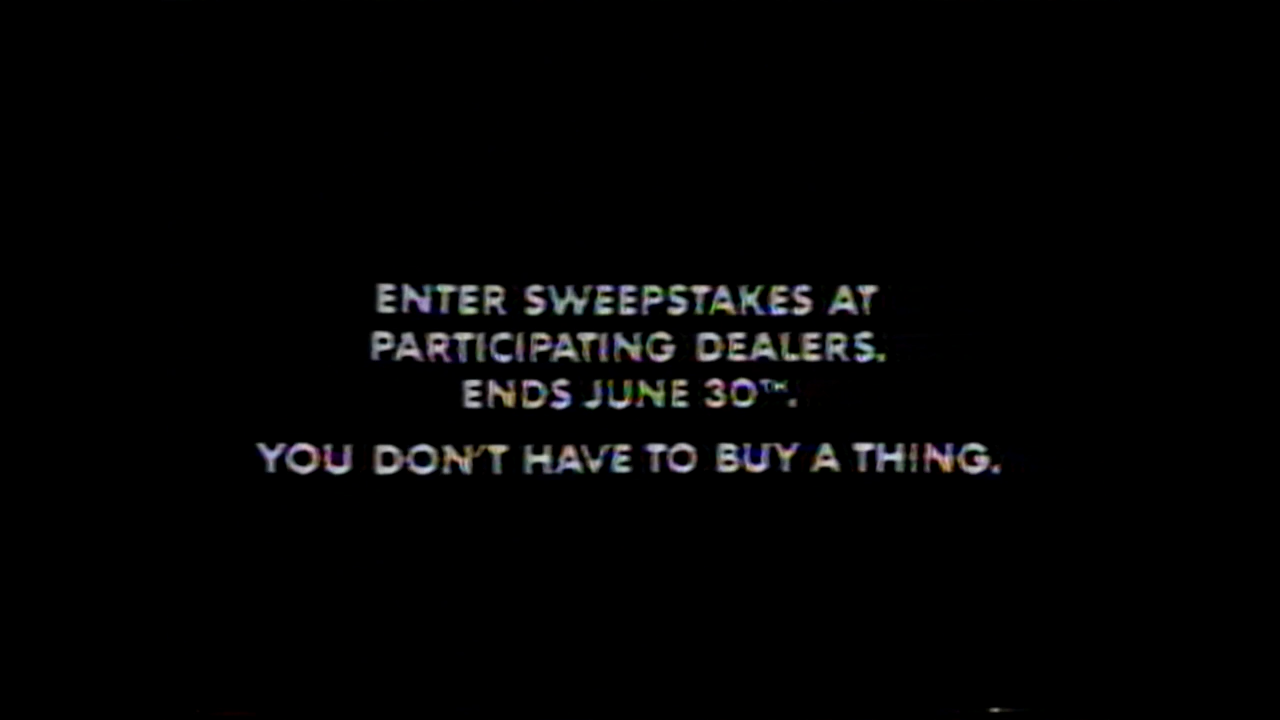 ENTER SWEEPSTAKES AT
PARTICIPATING DEALERS.
ENDS JUNE 30TH.
YOU DON'T HAVE TO BUY A THING.